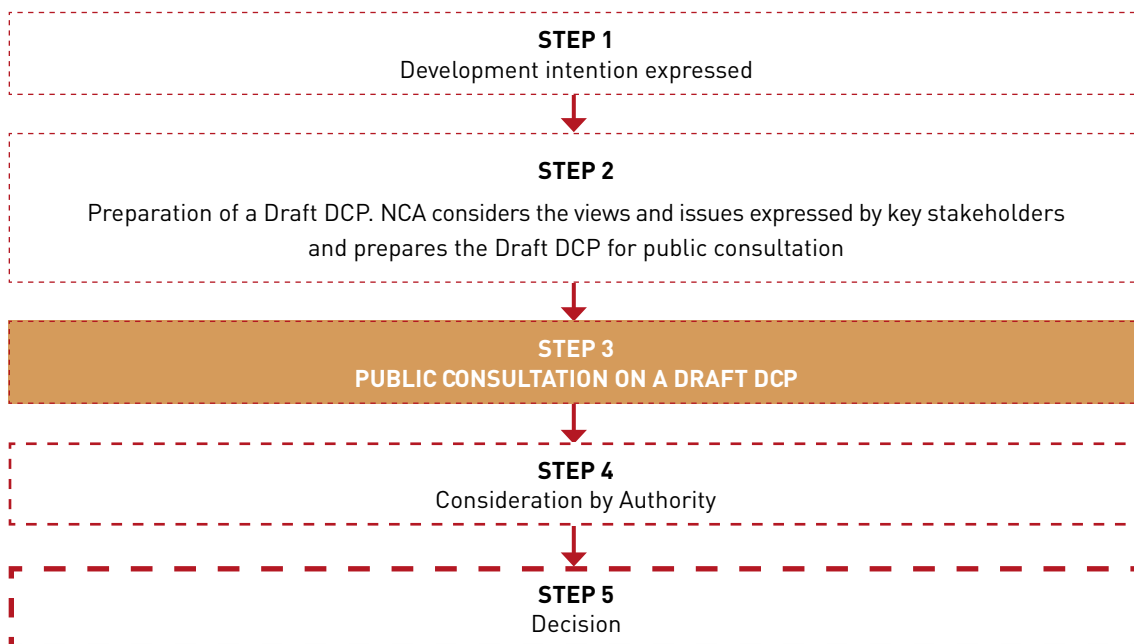 STEP 1
Development intention expressed
STEP 2
Preparation of a Draft DCP. NCA considers the views and issues expressed by key stakeholders
and prepares the Draft DCP for public consultation
STEP 3
PUBLIC CONSULTATION ON A DRAFT DCP
STEP 4
Consideration by Authority
STEP 5
Decision